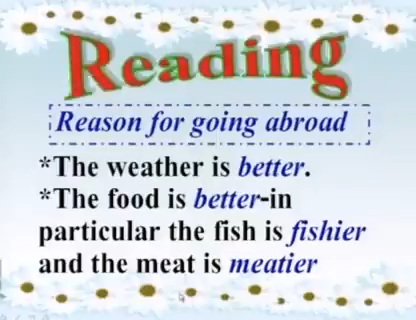 Reading
Reason for going abroad
*The weather is better.
*The food is better-in
particular the fish is fishier
and the meat is meatier